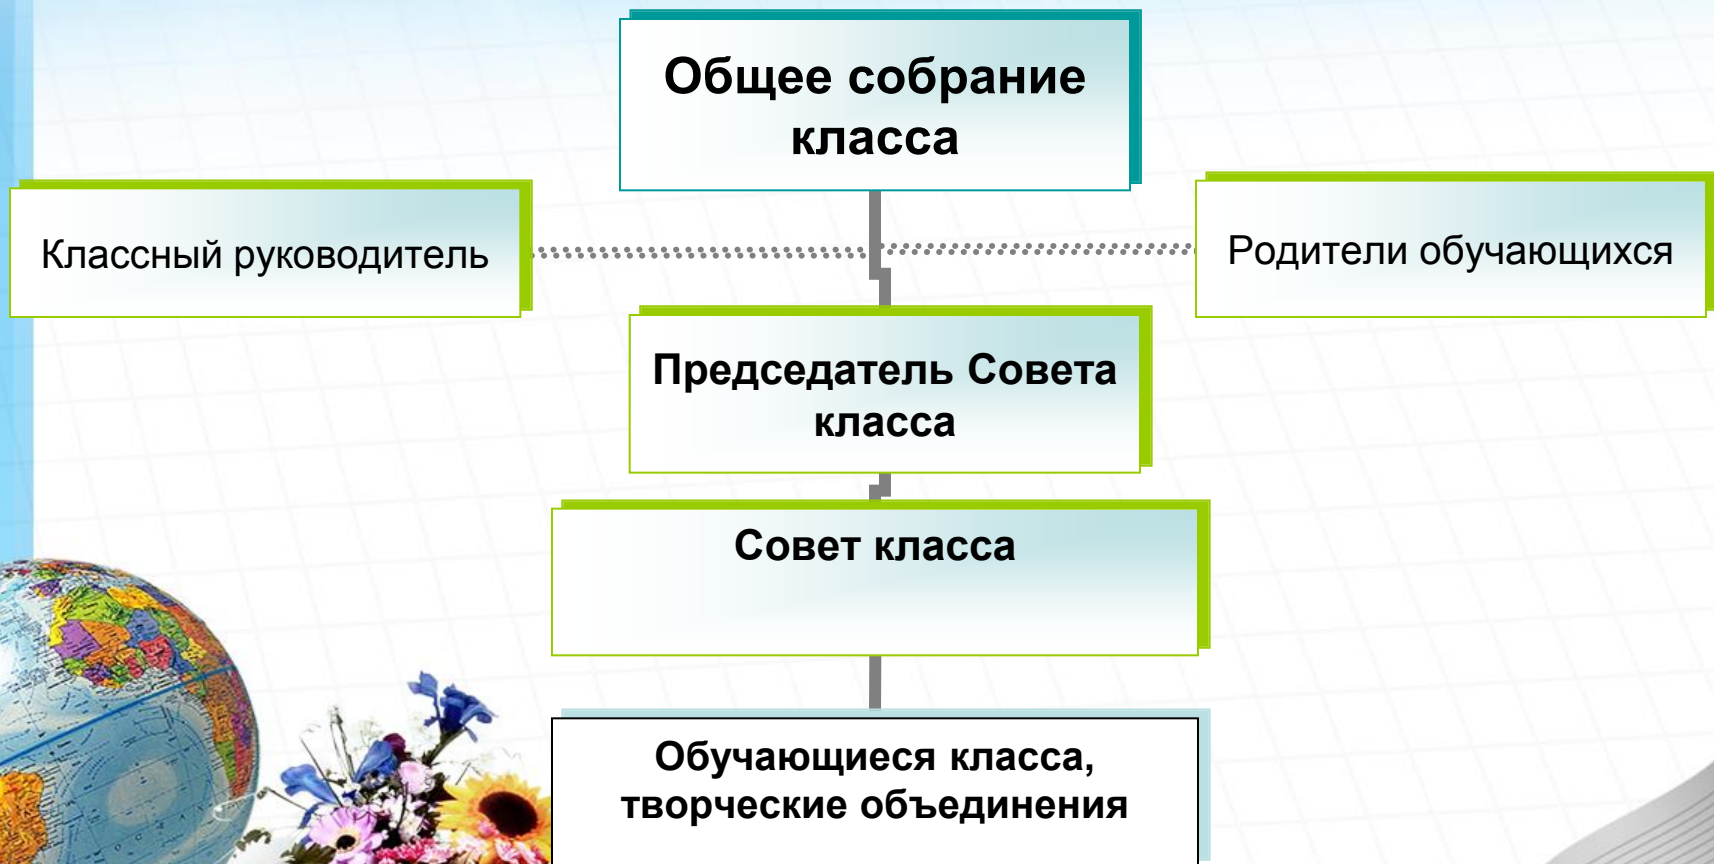 Общее собрание
класса
Классный руководитель
Родители обучающихся
Председатель Совета
класса
Совет класса
Обучающиеся класса,
творческие объединения